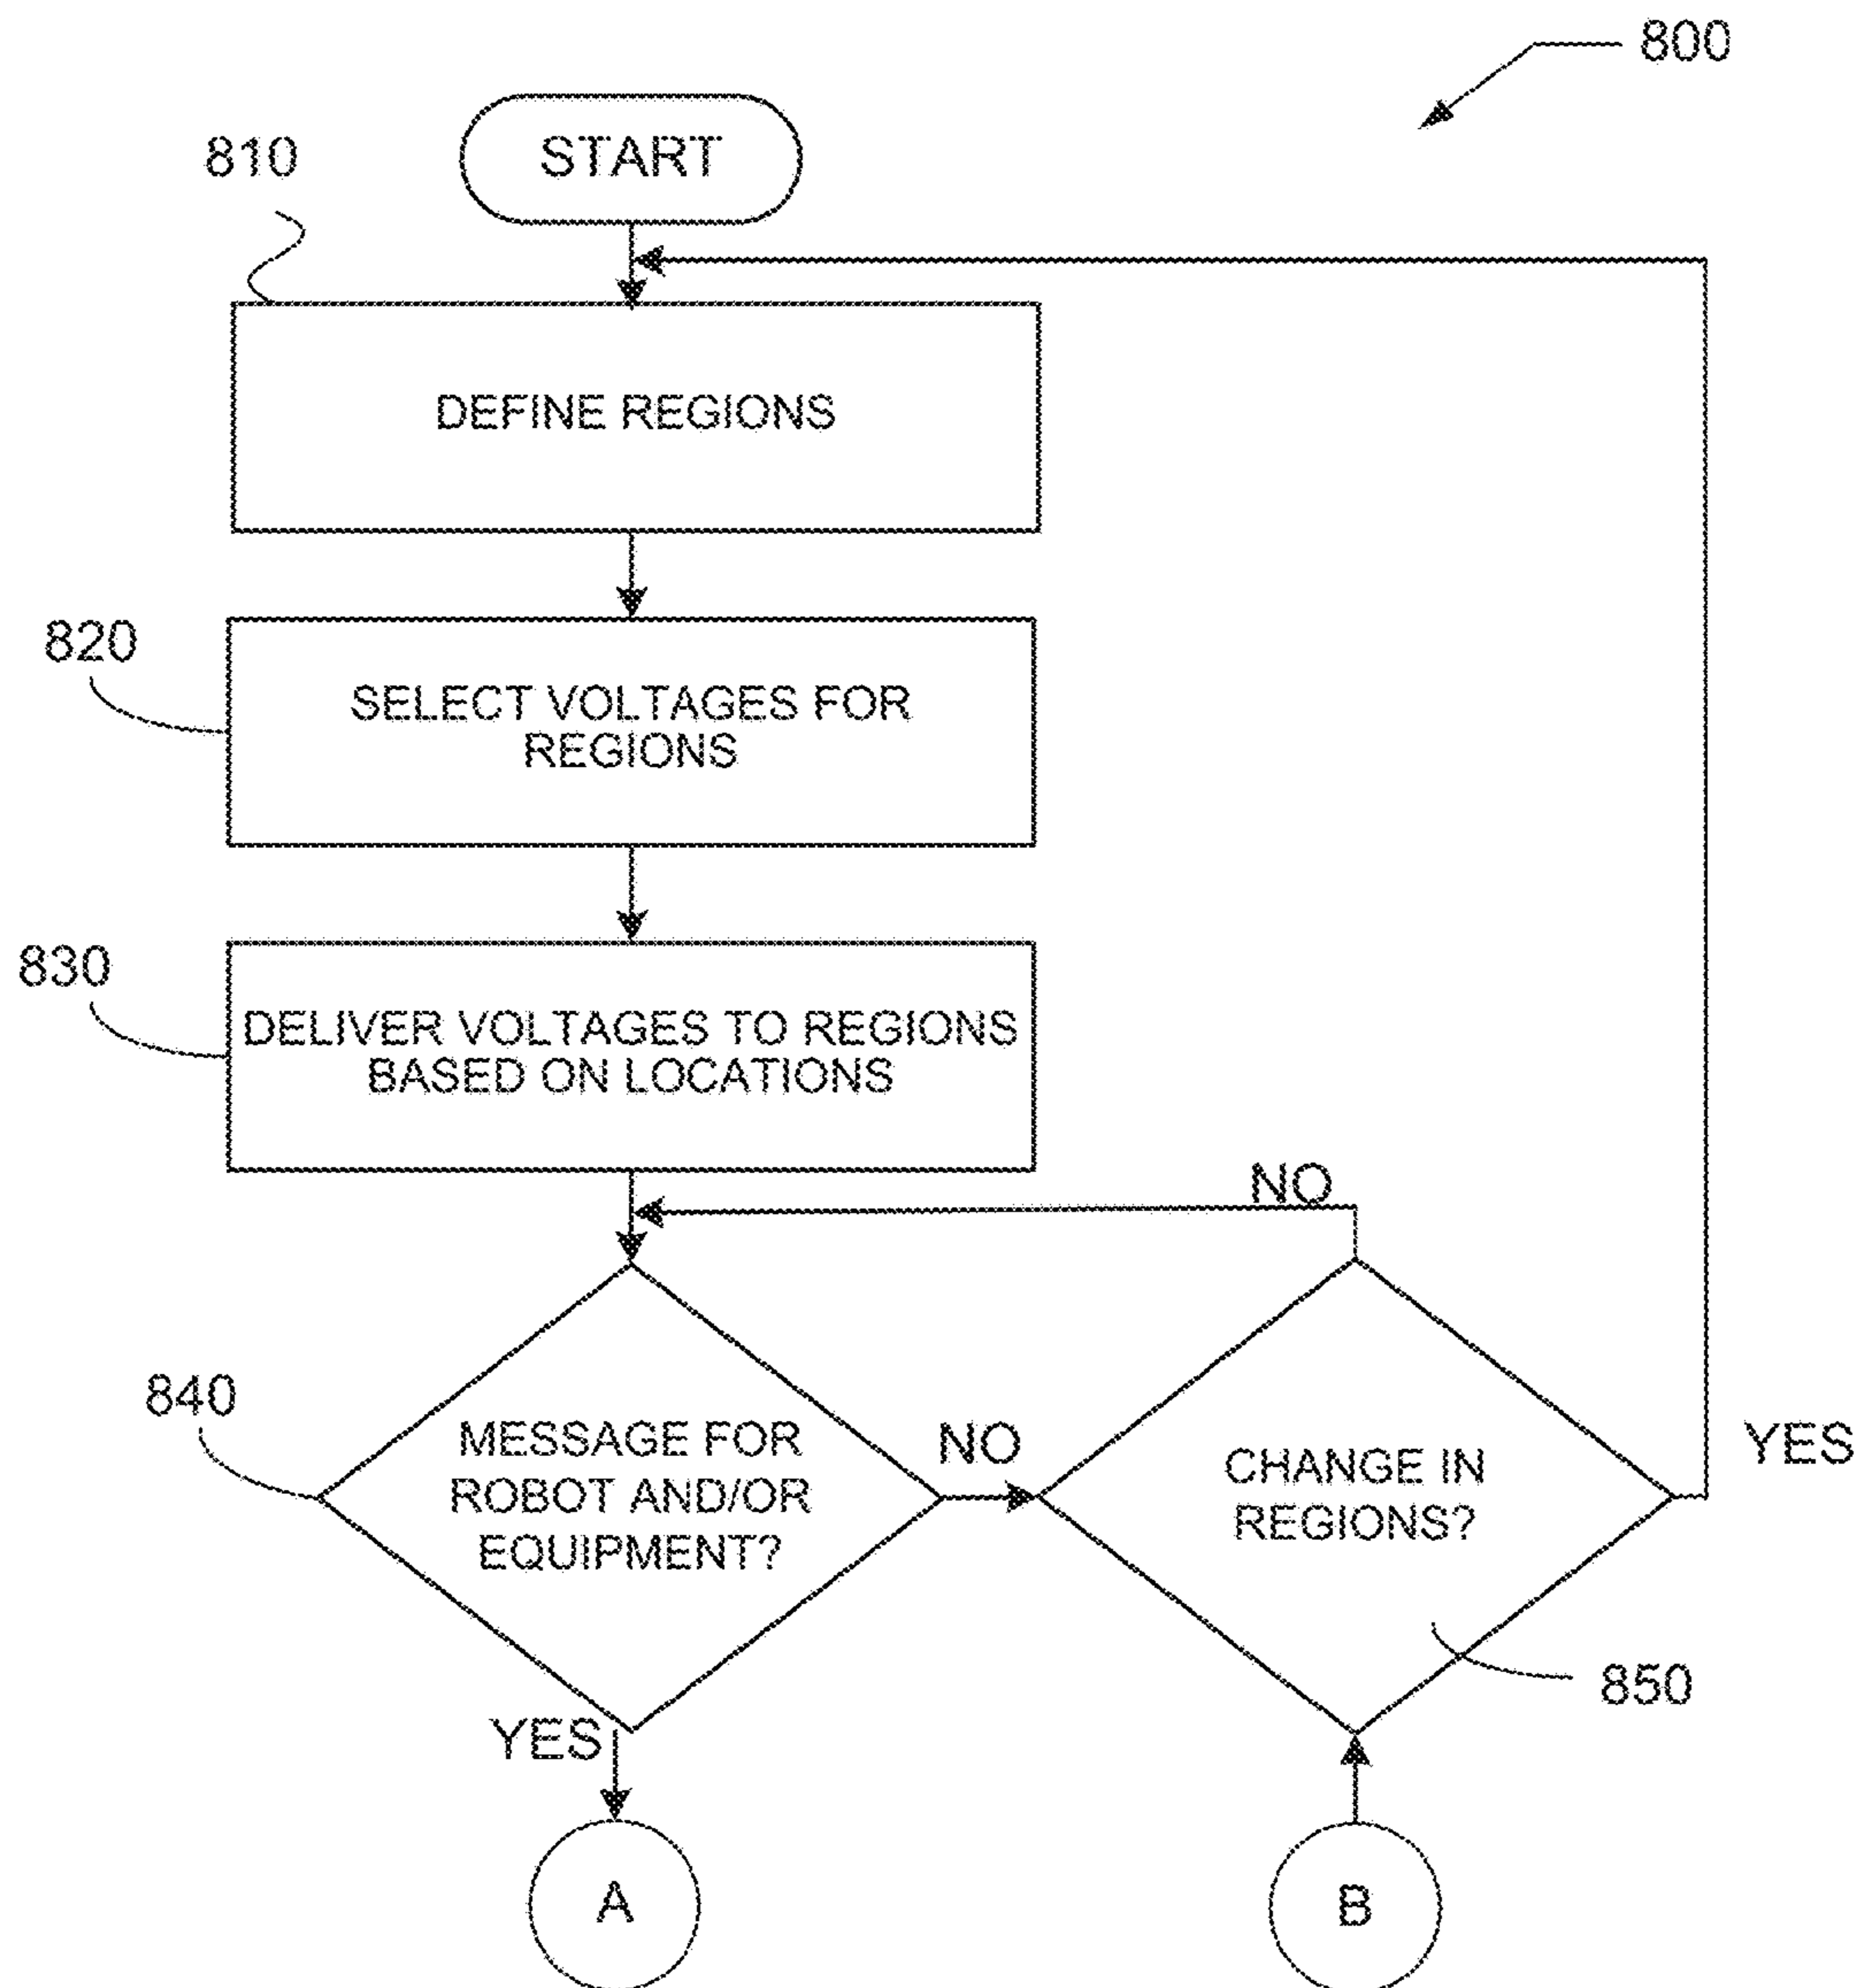 800
START
810
DEFINE REGIONS
820
SELECT VOLTAGES FOR
REGIONS
830
DELIVER VOLTAGES TO REGIONS
BASED ON LOCATIONS
NO
840
MESSAGE FOR
ROBOT AND/OR
EQUIPMENT?
NO
CHANGE IN
REGIONS?
YES
850
YES
A
B